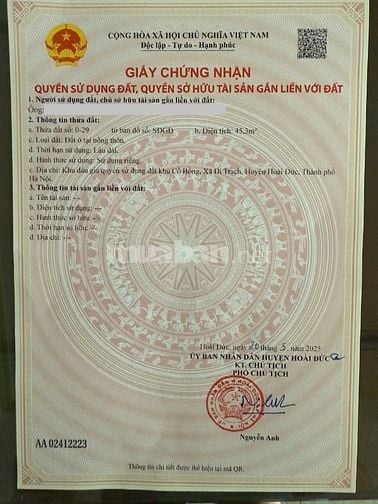 CỘNG HÒA XÃ HỘI CHỦ NGHĨA VIỆT NAM
Độc lập - Tự do - Hạnh phúc
GIẤY CHỨNG NHẬN
QUYỀN SỬ DỤNG ĐẤT, QUYỀN SỞ HỮU TÀI SẢN GẮN LIỀN VỚI ĐẤT
1. Người sử dụng đất, chủ sở hữu tài sản gắn liền với đất:
Ông:
2. Thông tin thửa đất:
a. Thửa đất số: 0-29 tờ bản đồ số: SDGĐ b. Diện tích: 45,3m²
c. Loại đất: Đất ở tại nông thôn.
d. Thời hạn sử dụng: Lâu dài.
đ. Hình thức sử dụng: Sử dụng riêng.
e. Địa chỉ: Khu đấu giá quyền sử dụng đất khu Cổ Bồng, Xã Di Trạch, Huyện Hoài Đức, Thành phố
Hà Nội.
3. Thông tin tài sản gắn liền với đất:
a. Tên tài sản: -/-
b. Diện tích sử dụng: -/-
c. Hình thức sở hữu: -/-
d. Thời hạn sở hữu: -/-
đ. Địa chỉ: -/-
muaban.net
Hoài Đức, ngày 20 tháng 5. năm 2025
ỦY BAN NHÂN DÂN HUYỆN HOÀI ĐỨC
KT. CHỦ TỊCH
PHÓ CHỦ TỊCH
Nguyễn Anh
AA 02412223
Thông tin chi tiết được thể hiện tại mã QR.